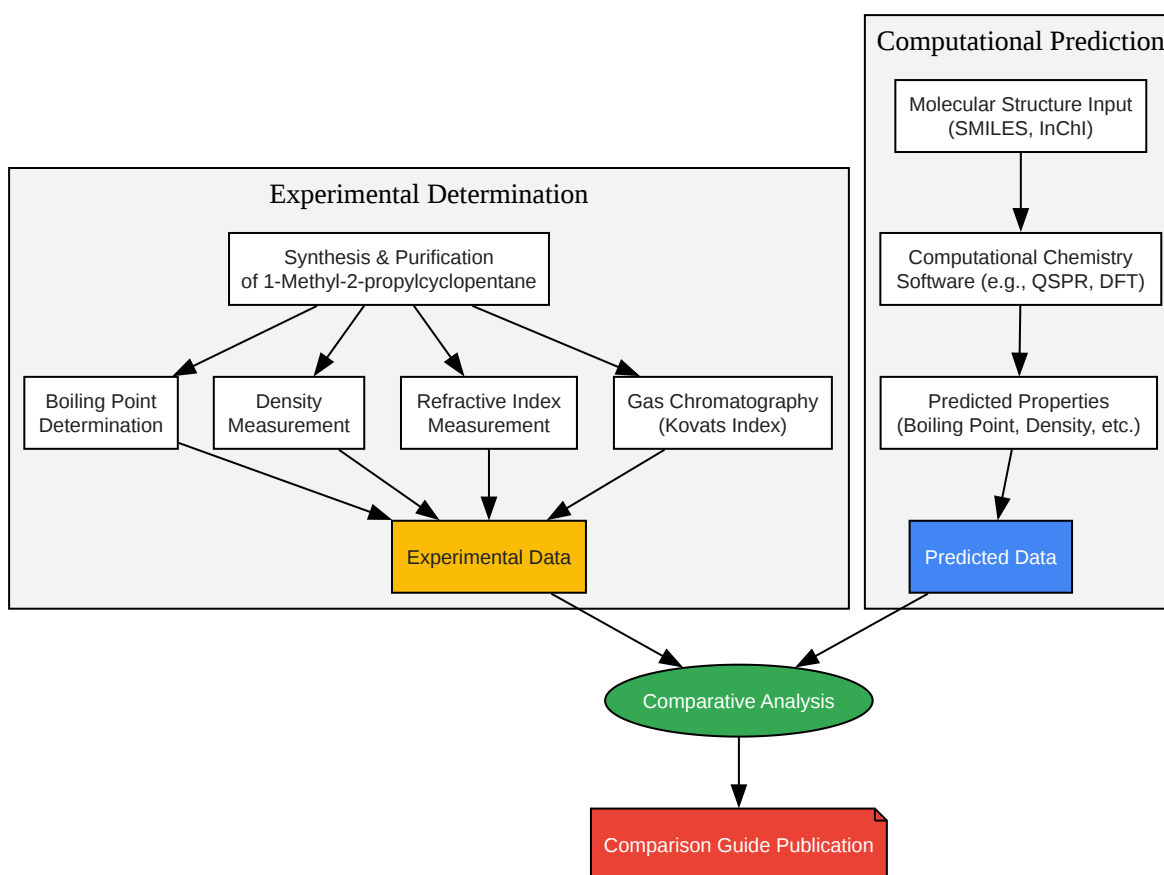 Computational Prediction
Molecular Structure Input
(SMILES, InChI)
Experimental Determination
Synthesis & Purification
of 1-Methyl-2-propylcyclopentane
Computational Chemistry
Software (e.g., QSPR, DFT)
Boiling Point
Determination
Density
Measurement
Refractive Index
Measurement
Gas Chromatography
(Kovats Index)
Predicted Properties
(Boiling Point, Density, etc.)
Experimental Data
Predicted Data
Comparative Analysis
Comparison Guide Publication